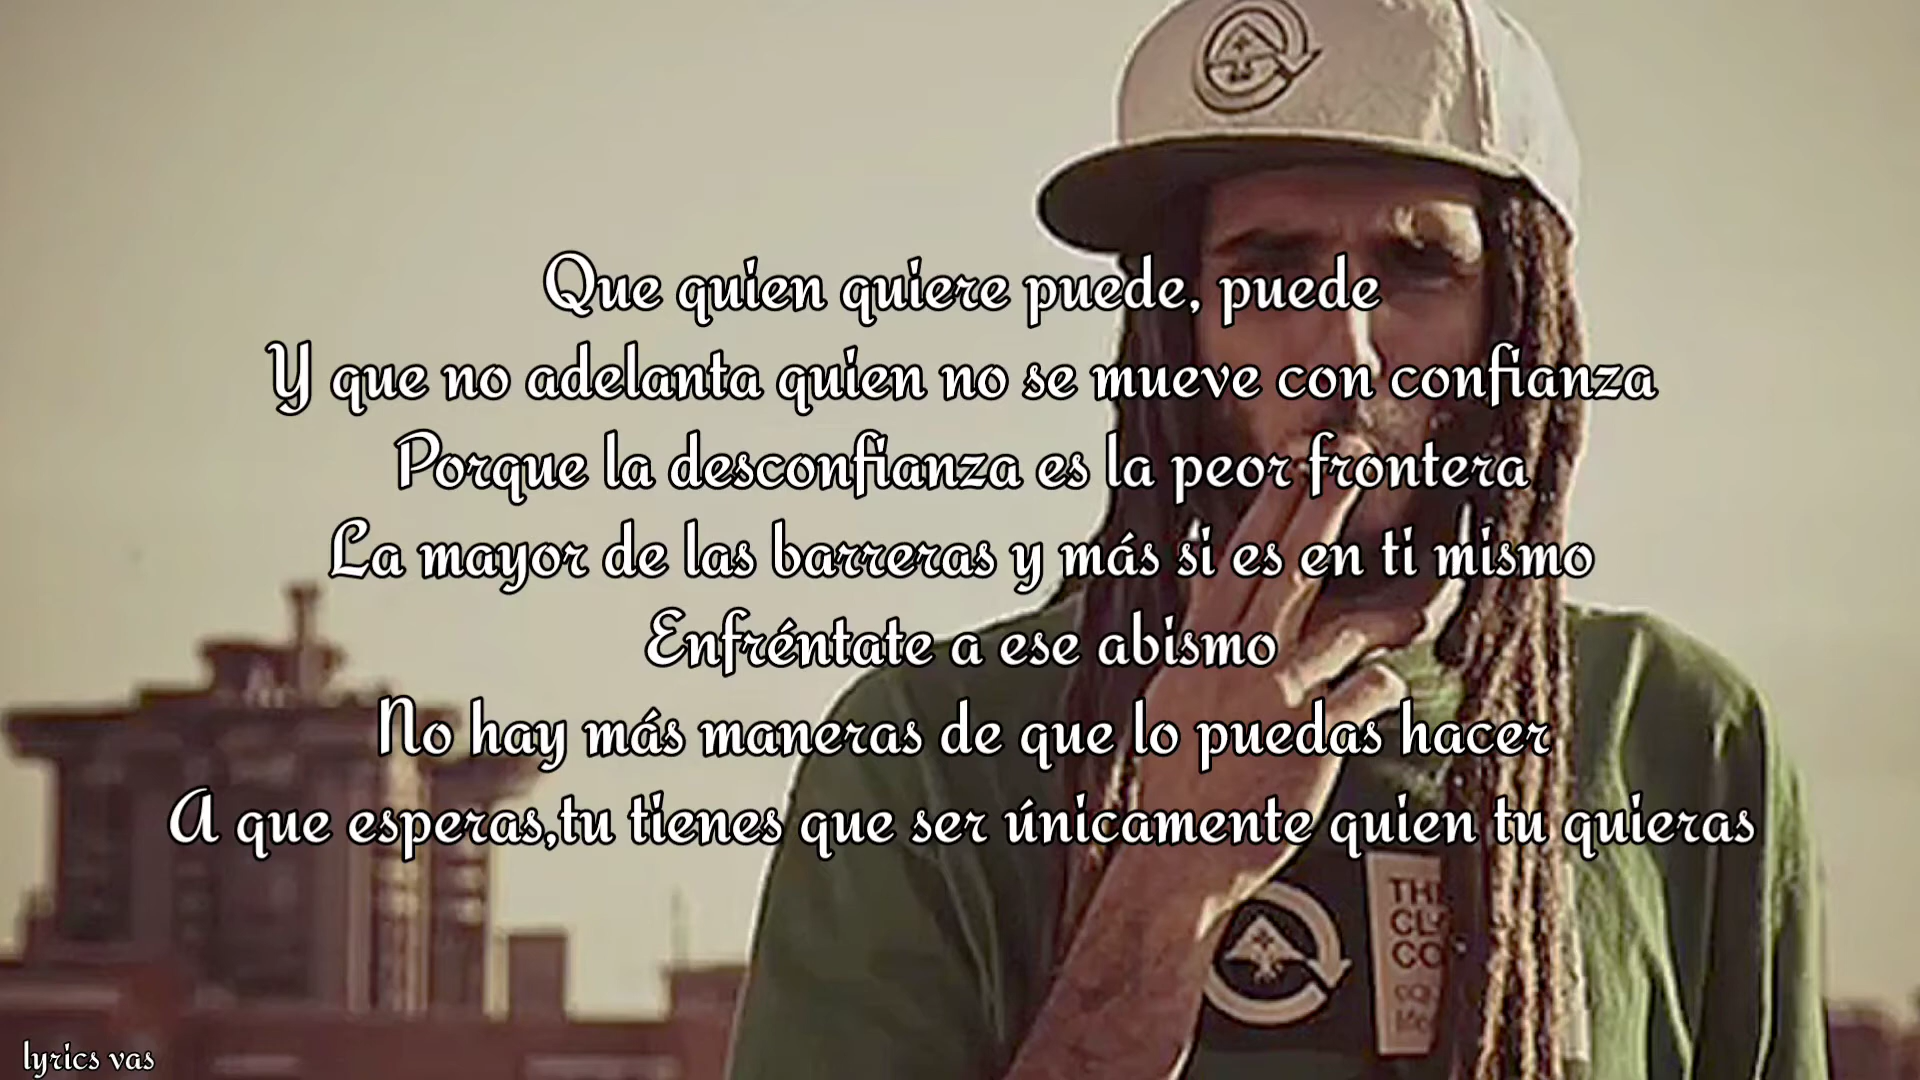 Que quien quiere puede, puede
Y que no adelanta quien no se mueve con confianza
Porque la desconfianza es la peor frontera
La mayor de las barreras y más si es en ti mismo
Enfréntate a ese abismo
No hay más maneras de que lo puedas hacer
A que esperas,tu tienes que ser únicamente quien tu quieras
THE
CO
lyrics vas